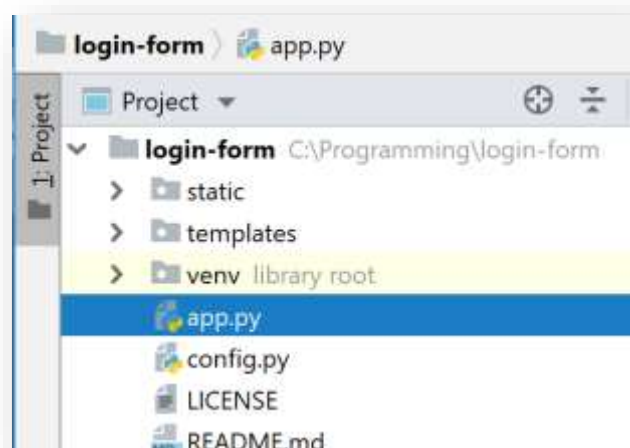 login-form app.py
1: Project
Project
login-form C:\Programming\login-form
static
templates
venv library root
app.py
config.py
LICENSE
README.md